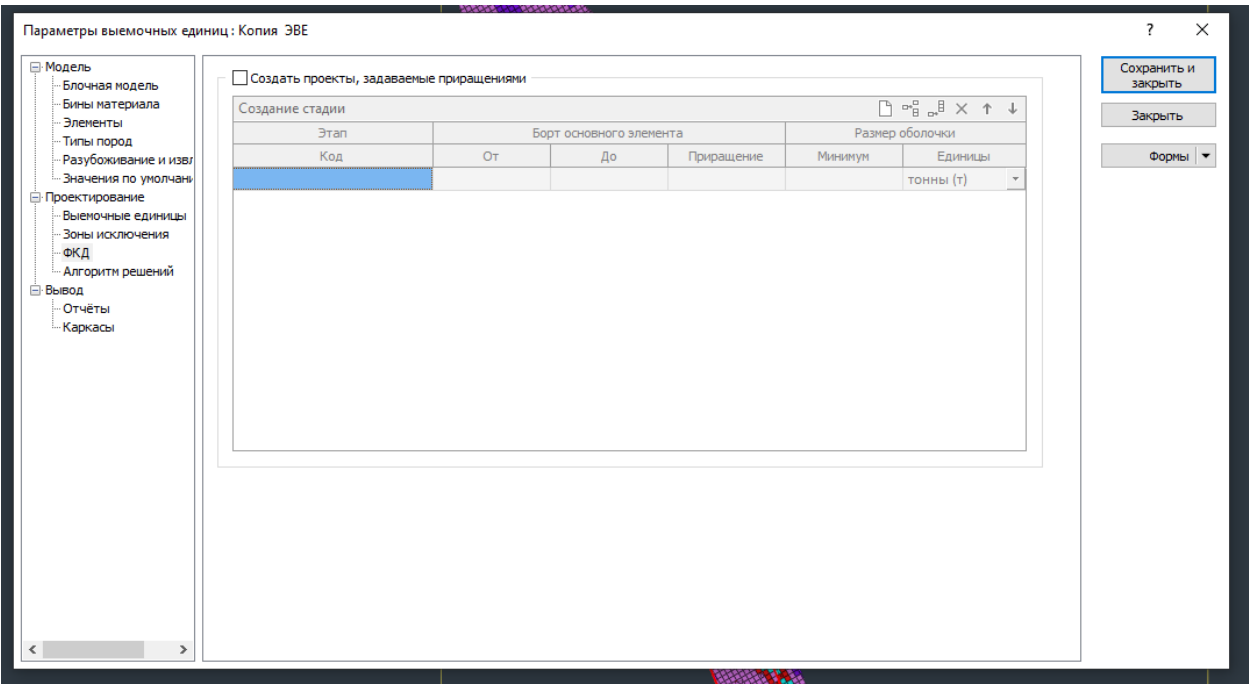 Параметры выемочных единиц : Копия ЭВЕ
?
Модель
Блочная модель
Бины материала
Элементы
Типы пород
Разубоживание и извл
Значения по умолчани
Проектирование
Выемочные единицы
Зоны исключения
ФКД
Алгоритм решений
Вывод
Отчёты
Каркасы
Создать проекты, задаваемые приращениями
Создание стадии
Этап Борт основного элемента Размер оболочки
Код От До Приращение Минимум Единицы
тонны (т)
Сохранить и
закрыть
Закрыть
Формы